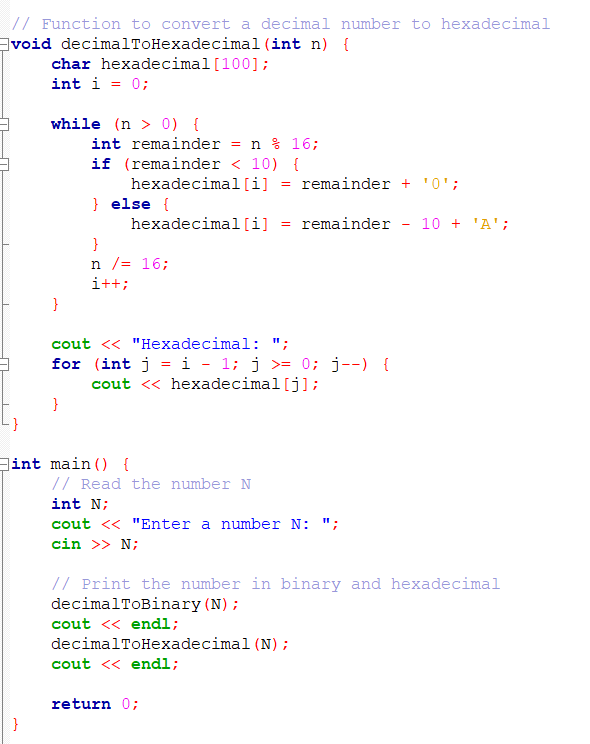 // Function to convert a decimal number to hexadecimal
void decimalToHexadecimal(int n) {
    char hexadecimal[100];
    int i = 0;

    while (n > 0) {
        int remainder = n % 16;
        if (remainder < 10) {
            hexadecimal[i] = remainder + '0';
        } else {
            hexadecimal[i] = remainder - 10 + 'A';
        }
        n /= 16;
        i++;
    }

    cout << "Hexadecimal: ";
    for (int j = i - 1; j >= 0; j--) {
        cout << hexadecimal[j];
    }
}

int main() {
    // Read the number N
    int N;
    cout << "Enter a number N: ";
    cin >> N;

    // Print the number in binary and hexadecimal
    decimalToBinary(N);
    cout << endl;
    decimalToHexadecimal(N);
    cout << endl;

    return 0;
}